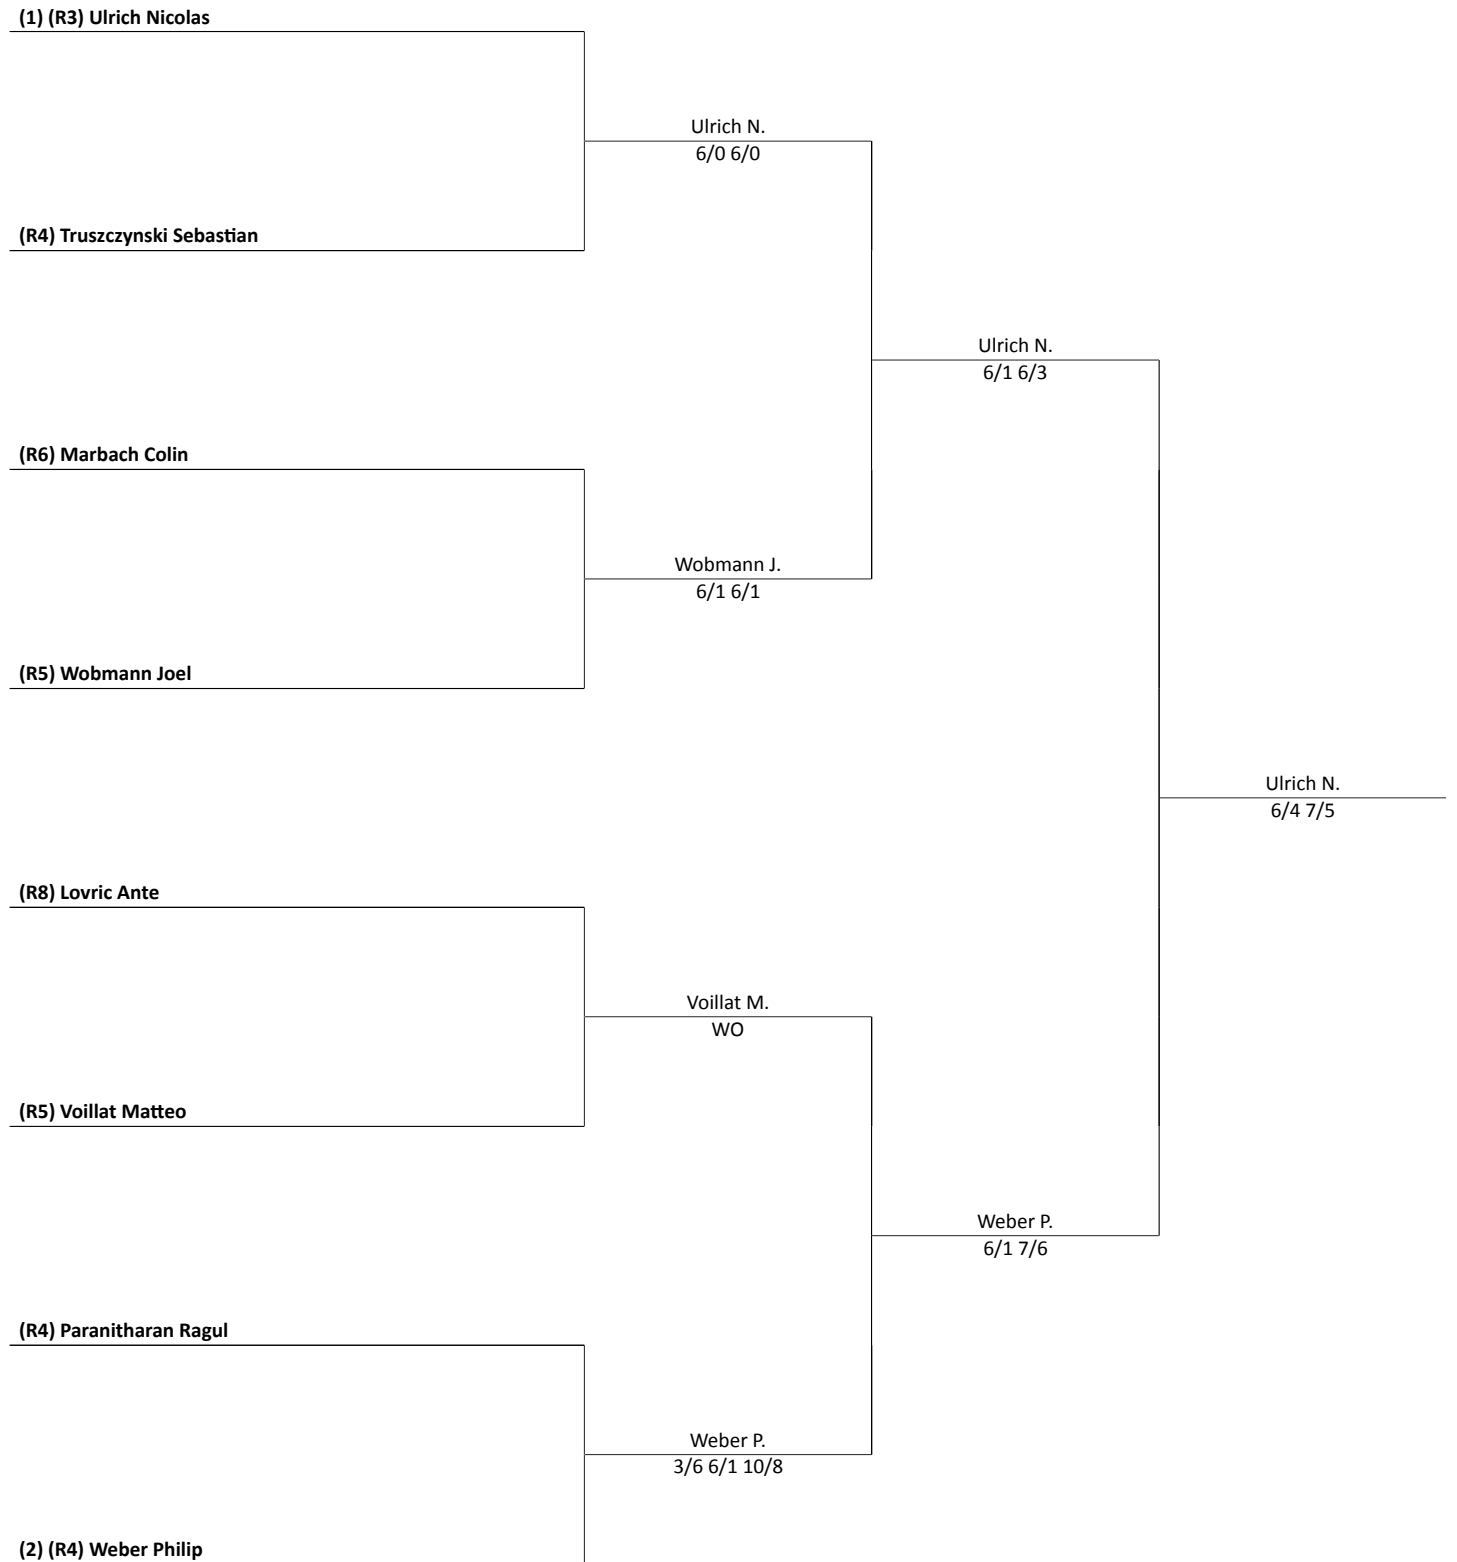 (1) (R3) Ulrich Nicolas
Ulrich N.
6/0 6/0
(R4) Truszczynski Sebastian
Ulrich N.
6/1 6/3
(R6) Marbach Colin
Wobmann J.
6/1 6/1
(R5) Wobmann Joel
Ulrich N.
6/4 7/5
(R8) Lovric Ante
Voillat M.
WO
(R5) Voillat Matteo
Weber P.
6/1 7/6
(R4) Paranitharan Ragul
Weber P.
3/6 6/1 10/8
(2) (R4) Weber Philip